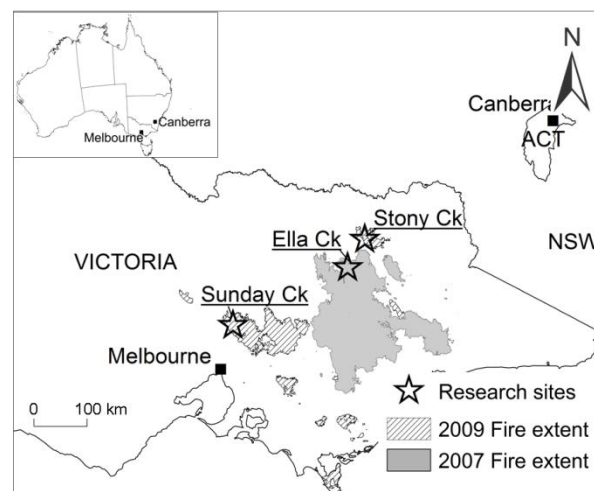 Canberra
Melbourne
N
Canberra
ACT
Stony Ck
Ella Ck
NSW
VICTORIA
Sunday Ck
Melbourne
Research sites
0 100 km
2009 Fire extent
2007 Fire extent